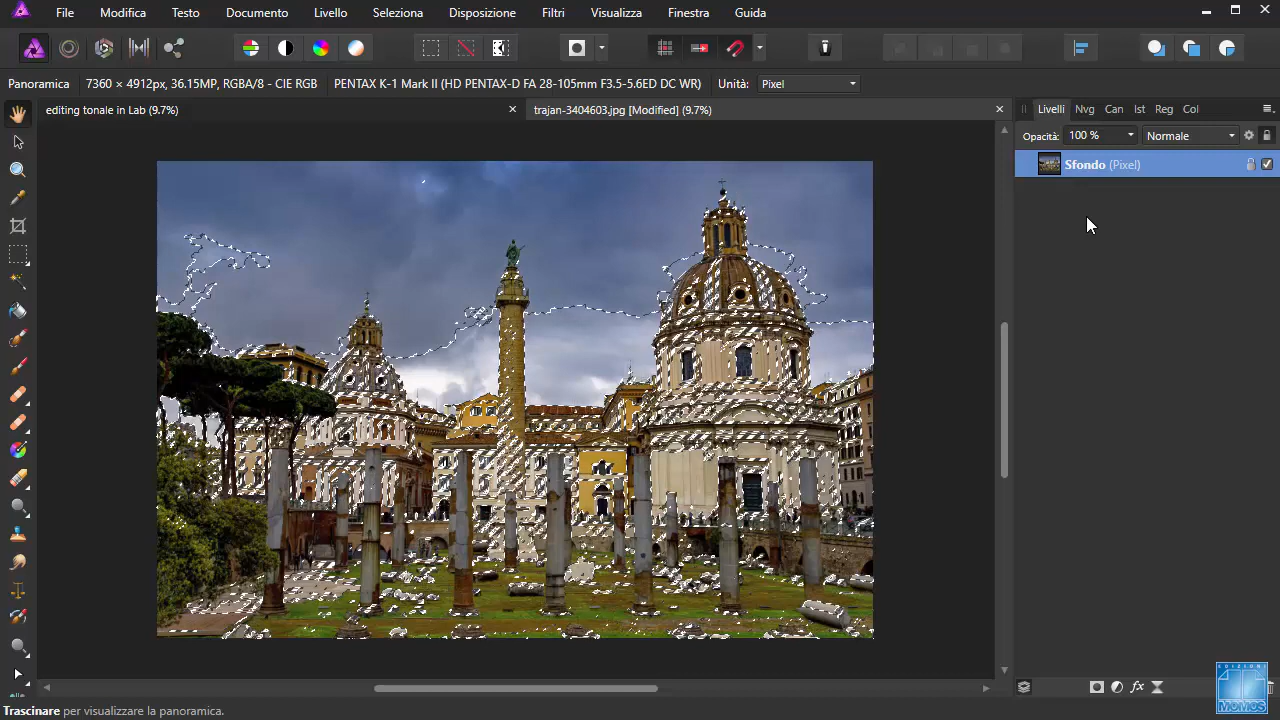 File Modifica Testo Documento Livello Seleziona Disposizione Filtri Visualizza Finestra Guida
Panoramica 7360 × 4912px, 36.15MP, RGBA/8 - CIE RGB PENTAX K-1 Mark II (HD PENTAX-D FA 28-105mm F3.5-5.6ED DC WR) Unità: Pixel
editing tonale in Lab (9.7%) trajan-3404603.jpg [Modified] (9.7%) Livelli Nvg Can Ist Reg Col
Opacità: 100 % Normale
Sfondo (Pixel)
fx
EDIZIONI
MOMOS
Trascinare per visualizzare la panoramica.